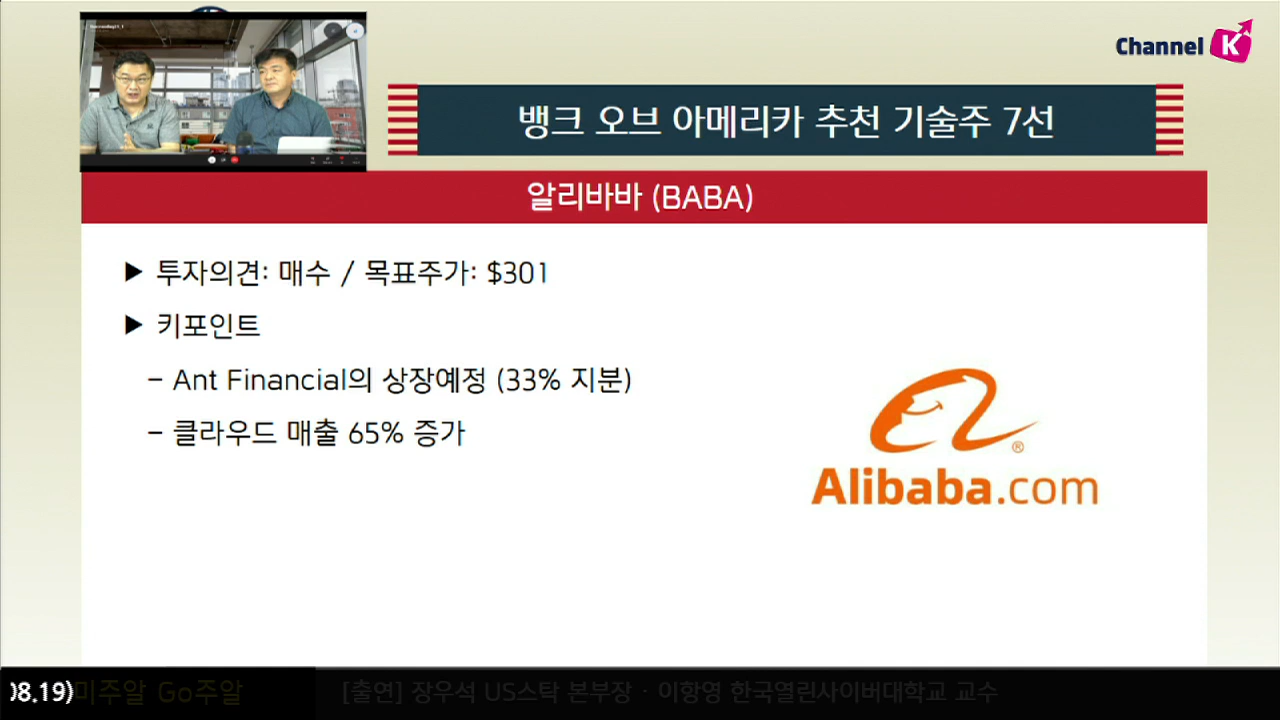 Channel K
뱅크 오브 아메리카 추천 기술주 7선
알리바바 (BABA)
▶ 투자의견: 매수 / 목표주가: $301
▶ 키포인트
– Ant Financial의 상장예정 (33% 지분)
– 클라우드 매출 65% 증가
®
Alibaba.com
08.19) 미주알 Go주알
[출연] 장우석 US스탁 본부장 · 이항영 한국열린사이버대학교 교수